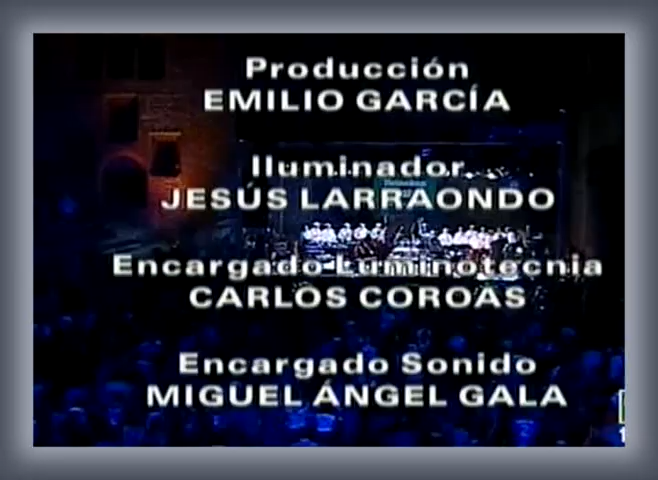 Producción
EMILIO GARCÍA
Iluminador
JESÚS LARRAONDO
Encargado Luminotecnia
CARLOS COROAS
Encargado Sonido
MIGUEL ÁNGEL GALA